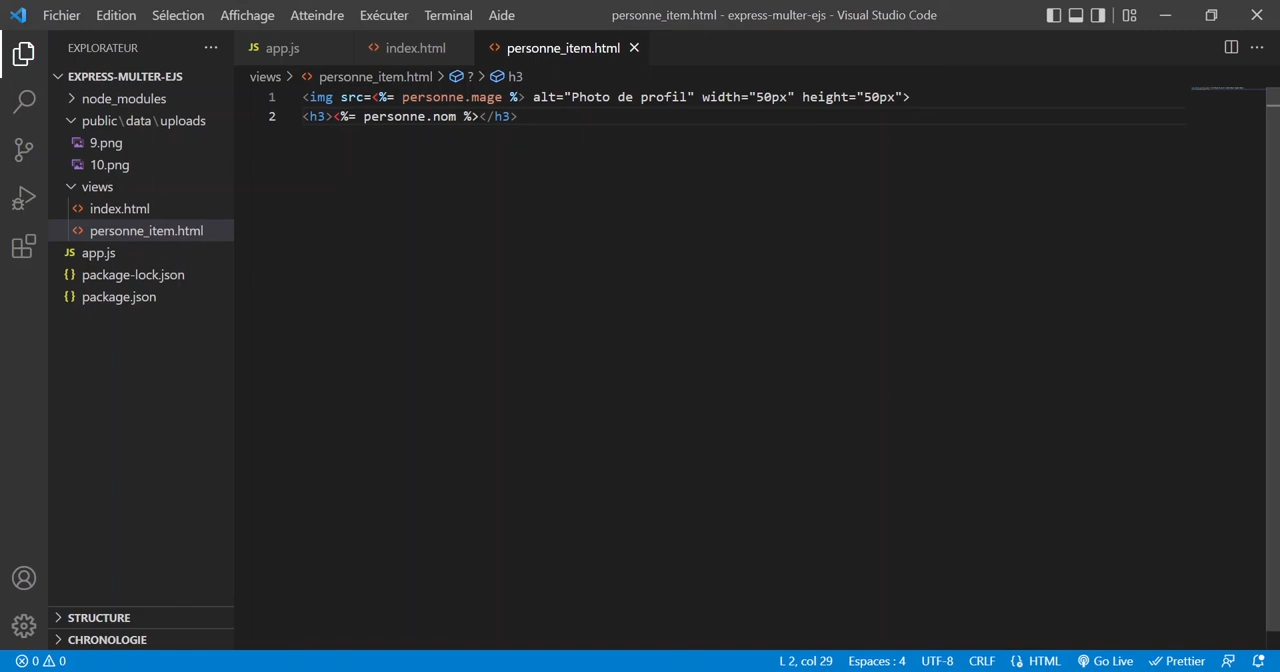 Fichier Edition Sélection Affichage Atteindre Exécuter Terminal Aide personne_item.html - express-multer-ejs - Visual Studio Code
EXPLORATEUR
JS app.js index.html personne_item.html
EXPRESS-MULTER-EJS
views personne_item.html ? h3
node_modules
1 <img src=<%= personne.mage %> alt="Photo de profil" width="50px" height="50px">
public\data\uploads
2 <h3><%= personne.nom %></h3>
9.png
10.png
views
index.html
personne_item.html
JS app.js
{} package-lock.json
{} package.json
STRUCTURE
CHRONOLOGIE
0 0 L 2, col 29 Espaces : 4 UTF-8 CRLF {} HTML Go Live Prettier